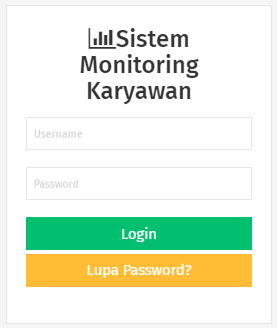 Sistem
Monitoring
Karyawan
Username
Password
Login
Lupa Password?